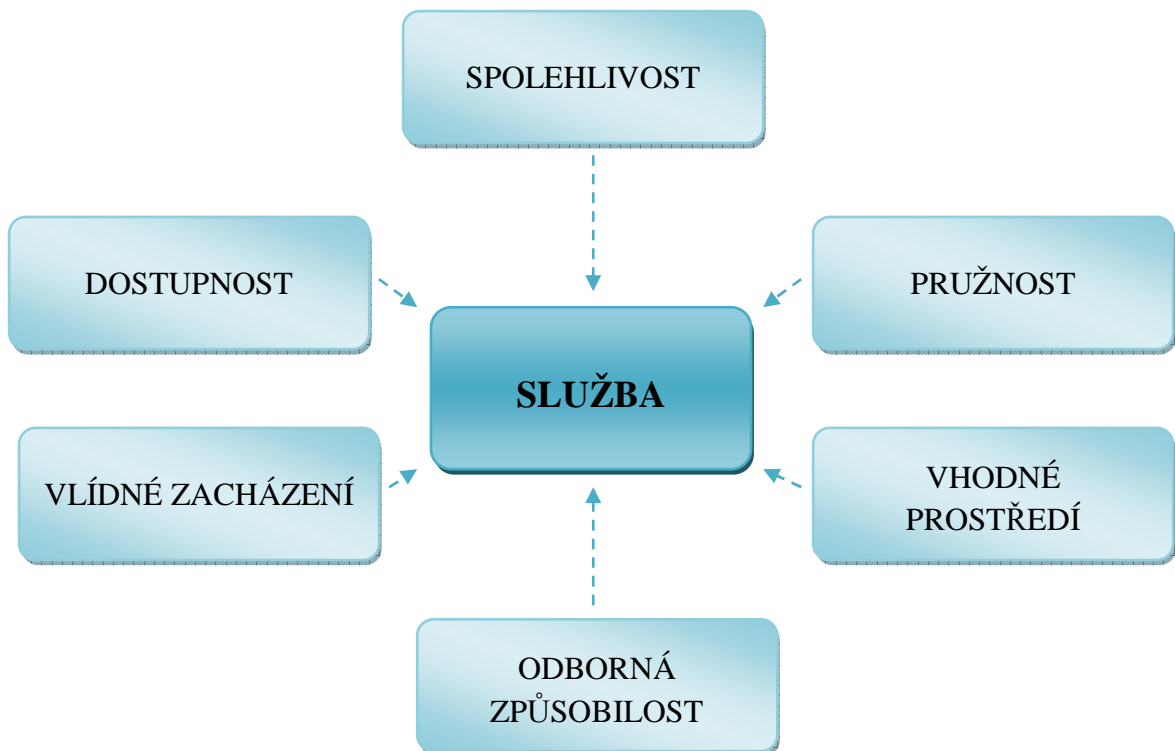 SPOLEHLIVOST
DOSTUPNOST
PRUŽNOST
SLUŽBA
VLÍDNÉ ZACHÁZENÍ
VHODNÉ
PROSTŘEDÍ
ODBORNÁ
ZPŮSOBILOST